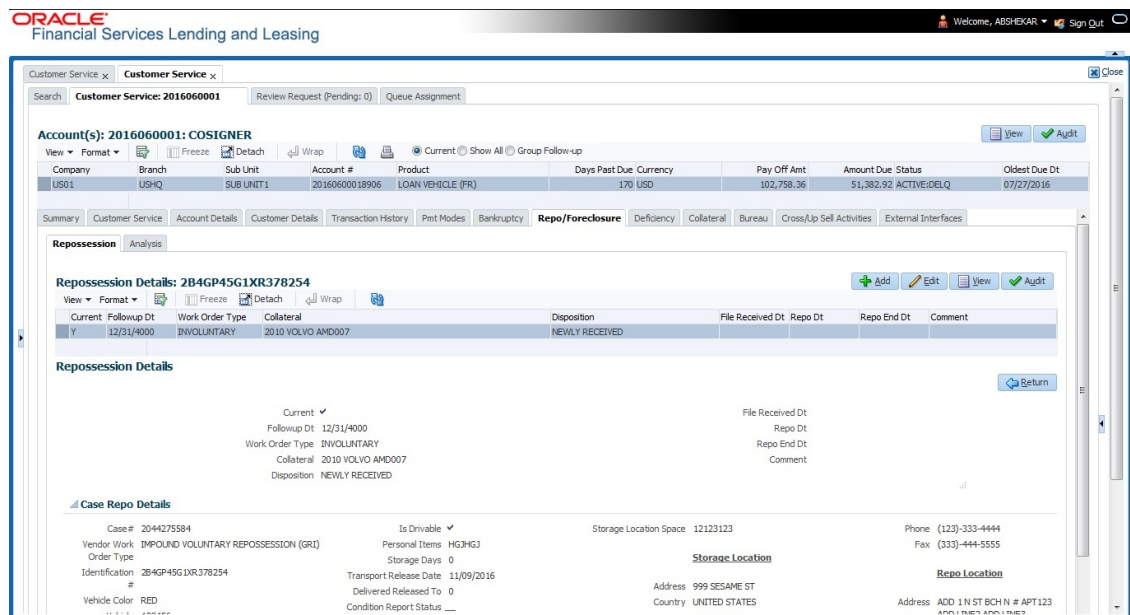 ORACLE®
Financial Services Lending and Leasing
Welcome, ABSHEKAR Sign Out
Customer Service x Customer Service x Close
Search Customer Service: 2016060001 Review Request (Pending: 0) Queue Assignment
Account(s): 2016060001: COSIGNER View Audit
View Format Freeze Detach Wrap Current Show All Group Follow-up
Company Branch Sub Unit Account # Product Days Past Due Currency Pay Off Amt Amount Due Status Oldest Due Dt
US01 USHQ SUB UNIT1 20160600018906 LOAN VEHICLE (FR) 170 USD 102,758.36 51,382.92 ACTIVE:DELQ 07/27/2016
Summary Customer Service Account Details Customer Details Transaction History Pmt Modes Bankruptcy Repo/Foreclosure Deficiency Collateral Bureau Cross/Up Sell Activities External Interfaces
Repossession Analysis
Repossession Details: 2B4GP45G1XR378254 Add Edit View Audit
View Format Freeze Detach Wrap
Current Followup Dt Work Order Type Collateral Disposition File Received Dt Repo Dt Repo End Dt Comment
Y 12/31/4000 INVOLUNTARY 2010 VOLVO AMD007 NEWLY RECEIVED
Repossession Details
Return
Current File Received Dt
Followup Dt 12/31/4000 Repo Dt
Work Order Type INVOLUNTARY Repo End Dt
Collateral 2010 VOLVO AMD007 Comment
Disposition NEWLY RECEIVED
Case Repo Details
Case# 2044275584 Is Drivable Storage Location Space 12123123 Phone (123)-333-4444
Vendor Work Order Type IMPOUND VOLUNTARY REPOSSESSION (GRI) Personal Items HGJHGJ Fax (333)-444-5555
Storage Days 0 Storage Location
Identification # 2B4GP45G1XR378254 Transport Release Date 11/09/2016 Repo Location
Delivered Released To 0 Address 999 SESAME ST
Vehicle Color RED Condition Report Status __ Country UNITED STATES Address ADD 1 N ST BCH N # APT123
ADD LINE2 ADD LINE3